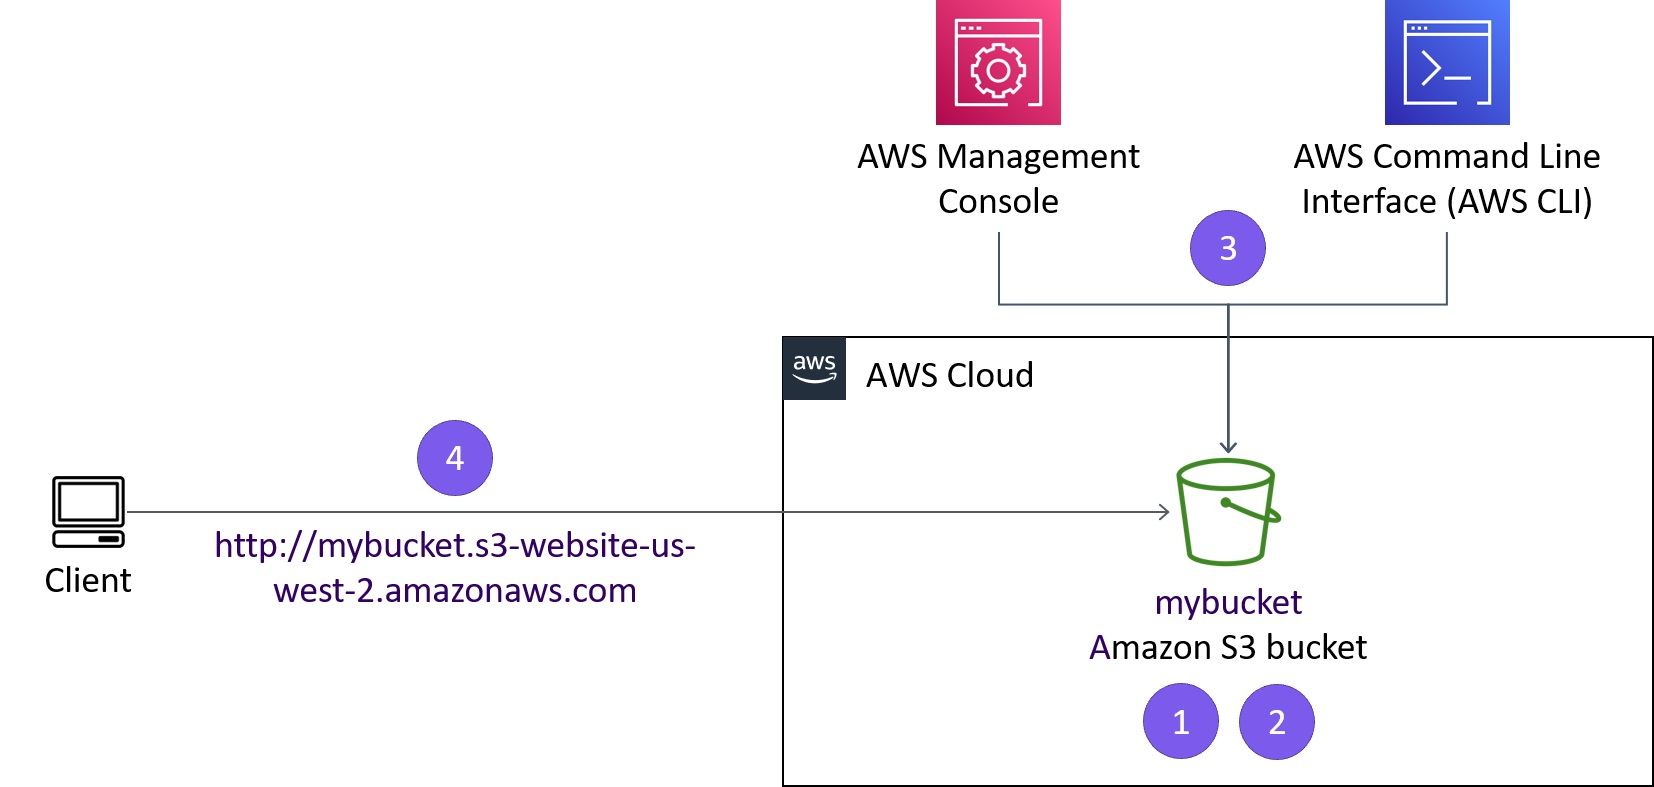 AWS Management
Console
AWS Command Line
Interface (AWS CLI)
3
aws
AWS Cloud
4
http://mybucket.s3-website-us-
west-2.amazonaws.com
Client
mybucket
Amazon S3 bucket
1
2